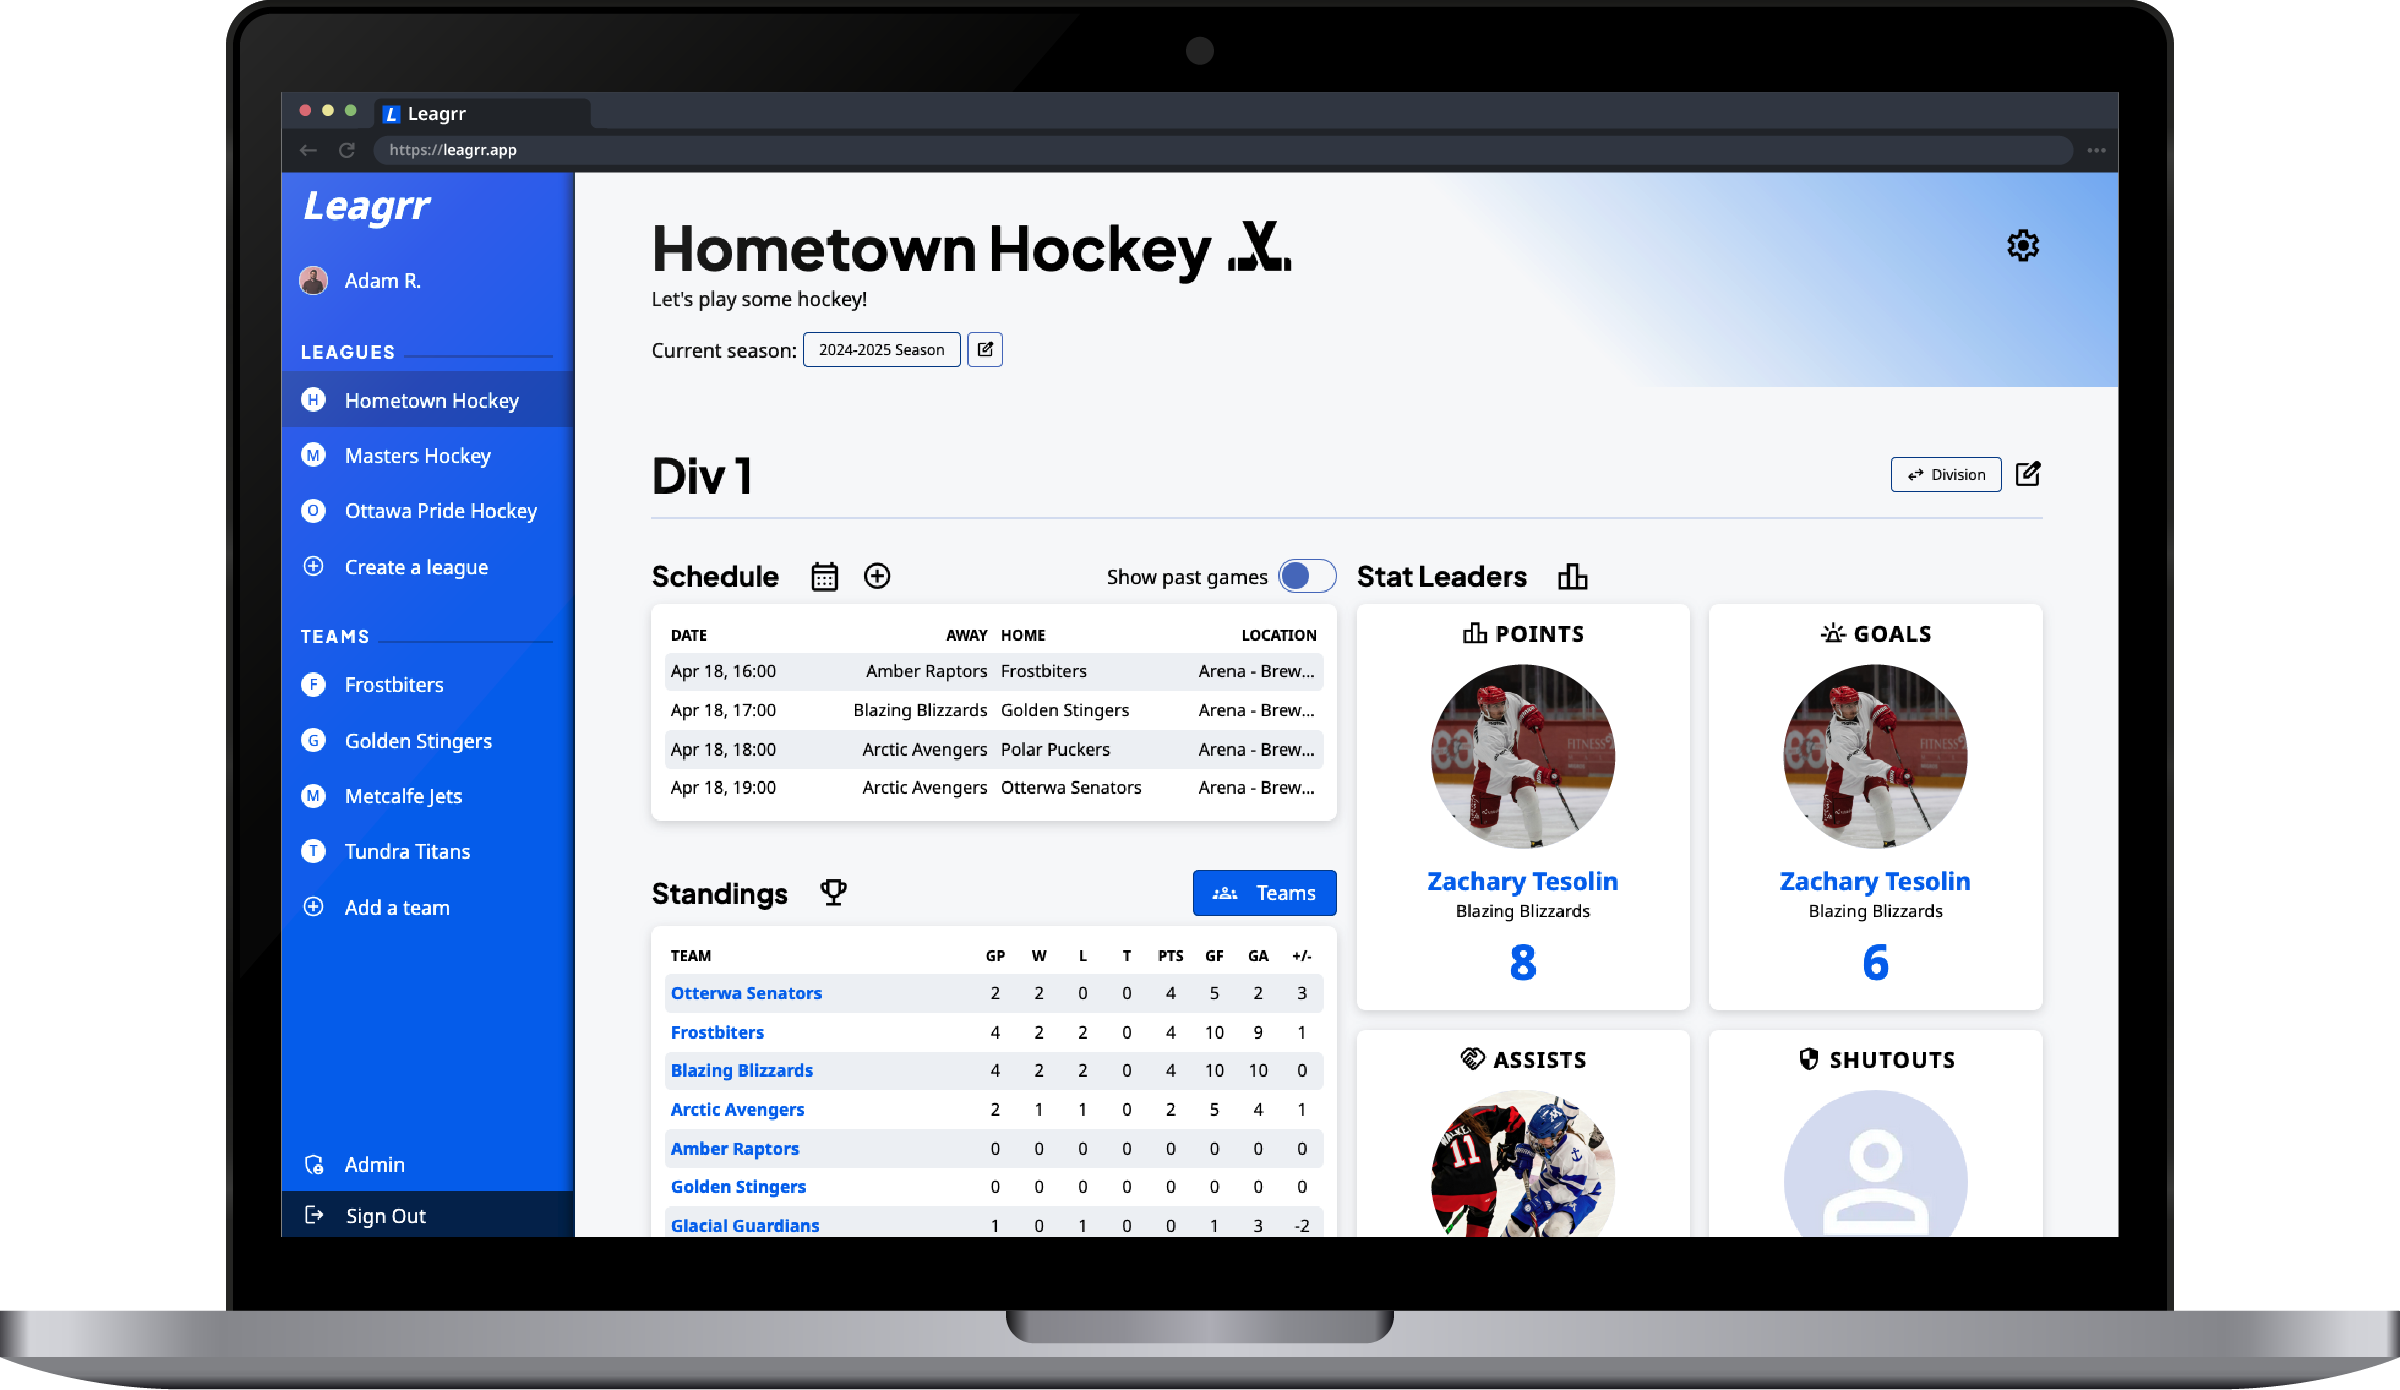 Leagrr
https://leagrr.app
Leagrr
Adam R.
LEAGUES
H Hometown Hockey
M Masters Hockey
O Ottawa Pride Hockey
Create a league
TEAMS
F Frostbiters
G Golden Stingers
M Metcalfe Jets
T Tundra Titans
Add a team
Admin
Sign Out
Hometown Hockey
Let's play some hockey!
Current season: 2024-2025 Season
Div 1
Division
Schedule
Show past games
DATE AWAY HOME LOCATION
Apr 18, 16:00 Amber Raptors Frostbiters Arena - Brew...
Apr 18, 17:00 Blazing Blizzards Golden Stingers Arena - Brew...
Apr 18, 18:00 Arctic Avengers Polar Puckers Arena - Brew...
Apr 18, 19:00 Arctic Avengers Otterwa Senators Arena - Brew...
Standings
Teams
TEAM GP W L T PTS GF GA +/-
Otterwa Senators 2 2 0 0 4 5 2 3
Frostbiters 4 2 2 0 4 10 9 1
Blazing Blizzards 4 2 2 0 4 10 10 0
Arctic Avengers 2 1 1 0 2 5 4 1
Amber Raptors 0 0 0 0 0 0 0 0
Golden Stingers 0 0 0 0 0 0 0 0
Glacial Guardians 1 0 1 0 0 1 3 -2
Stat Leaders
POINTS
FITNESS
Zachary Tesolin
Blazing Blizzards
8
GOALS
FITNESS
Zachary Tesolin
Blazing Blizzards
6
ASSISTS
WALKE
11
SHUTOUTS